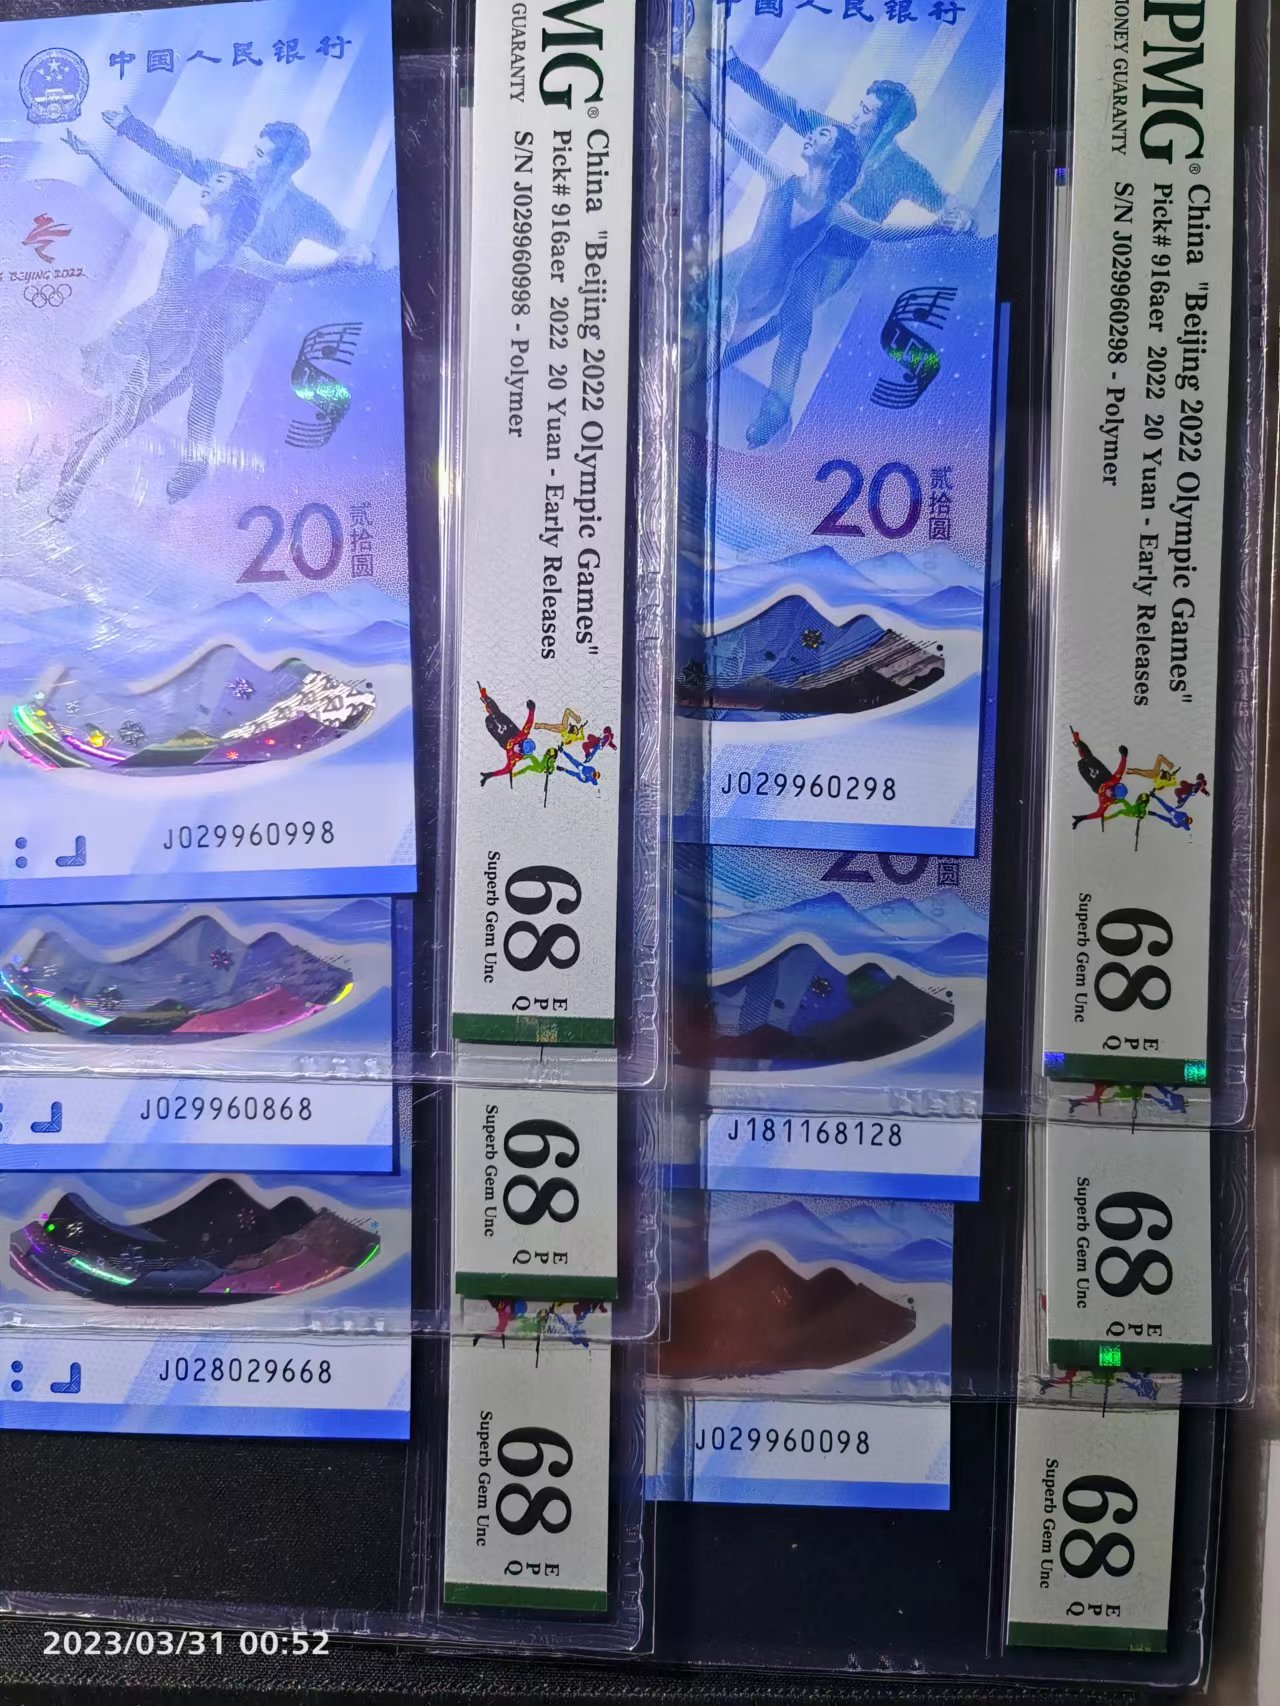 中国人民银行
BEIJING 2022
20 贰拾圆
J029960998
J029960868
J028029668
PMG®
GUARANTY
China "Beijing 2022 Olympic Games"
Pick# 916aer 2022 20 Yuan - Early Releases
S/N J029960998 - Polymer
68 EPQ
Superb Gem Unc
68 EPQ
Superb Gem Unc
68 EPQ
Superb Gem Unc
中国人民银行
20 贰拾圆
J029960298
20 圆
J181168128
J029960098
PMG®
MONEY GUARANTY
China "Beijing 2022 Olympic Games"
Pick# 916aer 2022 20 Yuan - Early Releases
S/N J029960298 - Polymer
68 EPQ
Superb Gem Unc
68 EPQ
Superb Gem Unc
68 EPQ
Superb Gem Unc
2023/03/31 00:52